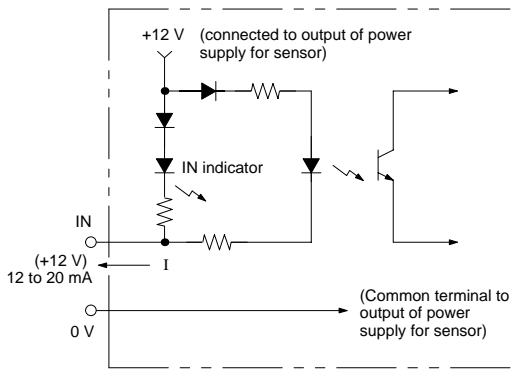 +12 V
(connected to output of power
supply for sensor)
IN indicator
IN
(+12 V)
12 to 20 mA
I
0 V
(Common terminal to
output of power
supply for sensor)